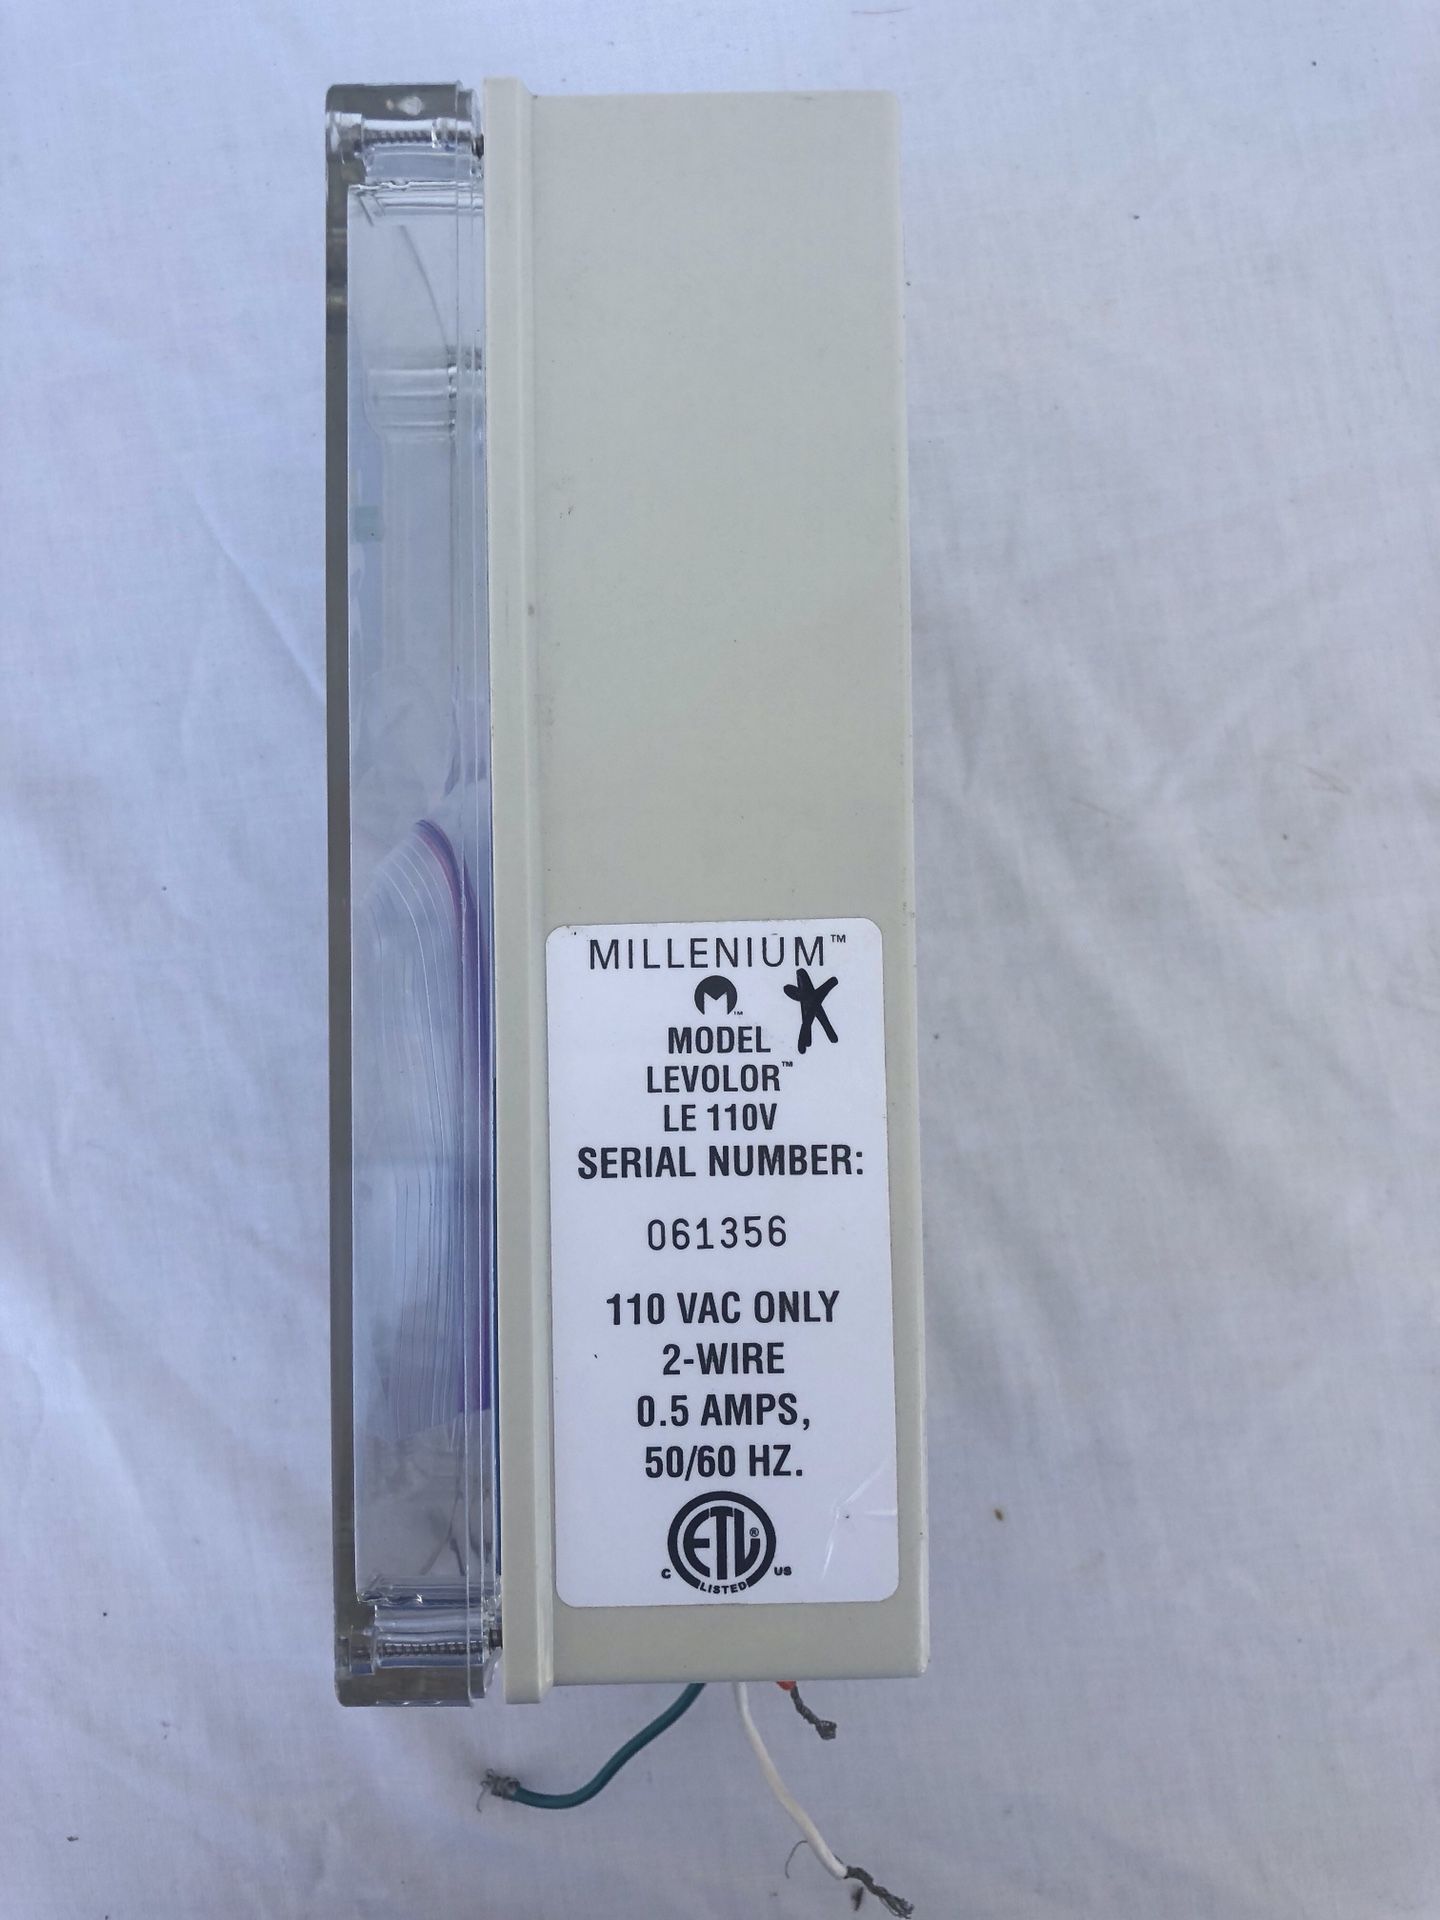 MILLENIUM™
M™
MODEL
LEVOLOR™
LE 110V
SERIAL NUMBER:
061356
110 VAC ONLY
2-WIRE
0.5 AMPS,
50/60 HZ.
ETL®
C LISTED US